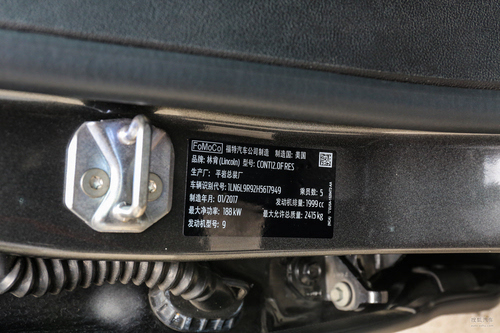 FoMoCo 福特汽车公司制造 制造国: 美国
品牌: 林肯(Lincoln) 型号: CONT12.0FRES
生产厂: 平岩总装厂
车辆识别代号: 1LN6L9R92H5617949 乘员数: 5
制造年月: 01/2017 发动机排量: 1999 cc
最大净功率: 188 kW 最大允许总质量: 2415 kg
发动机型号: 9